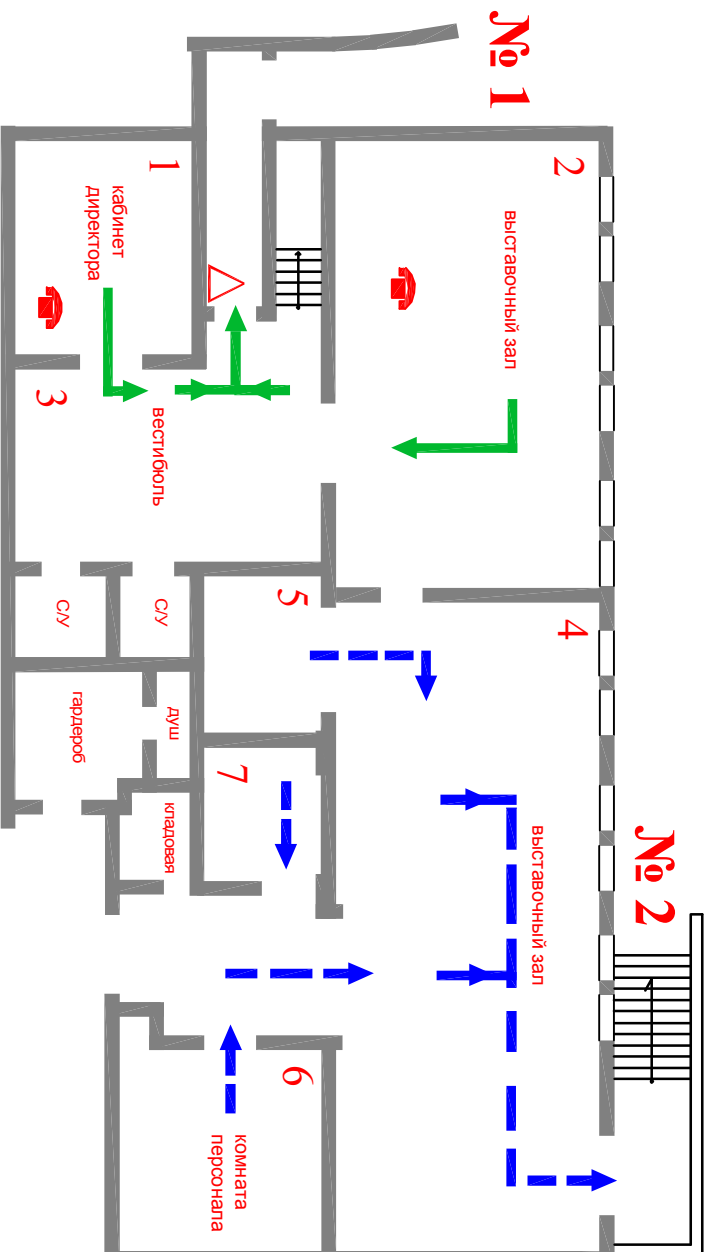 № 1
1
2
кабинет
директора
выставочный зал
3
вестибюль
С/У
С/У
5
4
гардероб
душ
7
кладовая
выставочный зал
№ 2
6
комната
персонала